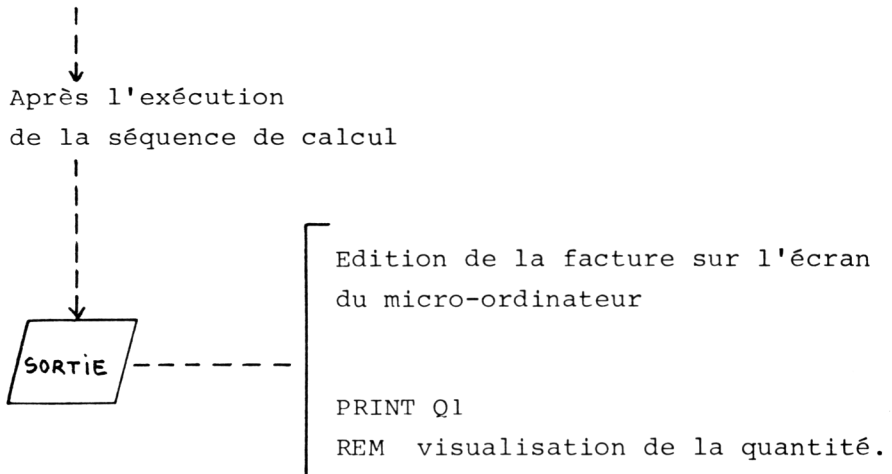 Après l'exécution
de la séquence de calcul
Edition de la facture sur l'écran
du micro-ordinateur
SORTiE
PRINT Q1
REM visualisation de la quantité.